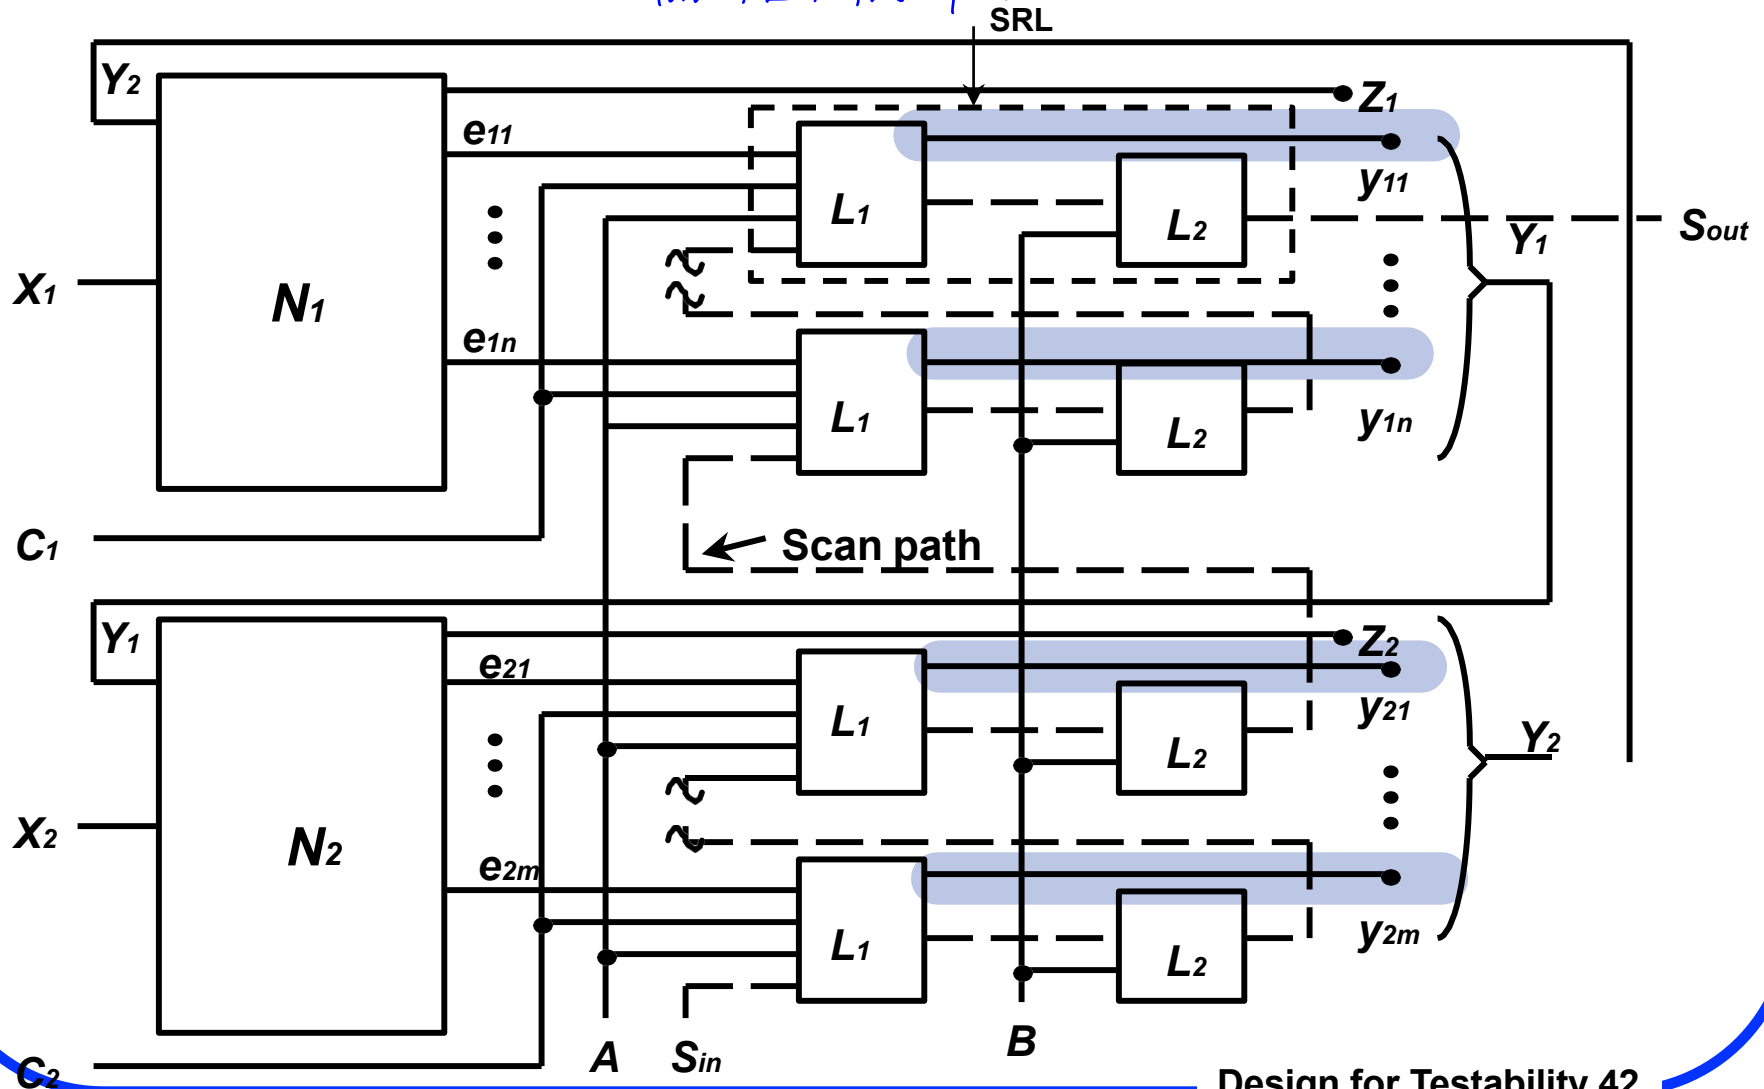 SRL
Y2
Z1
e11
y11
L1
L2
Sout
Y1
X1
N1
e1n
L1
L2
y1n
C1
Scan path
Y1
Z2
e21
y21
L1
L2
Y2
X2
N2
e2m
y2m
L1
L2
A
Sin
B
C2
Design for Testability 42